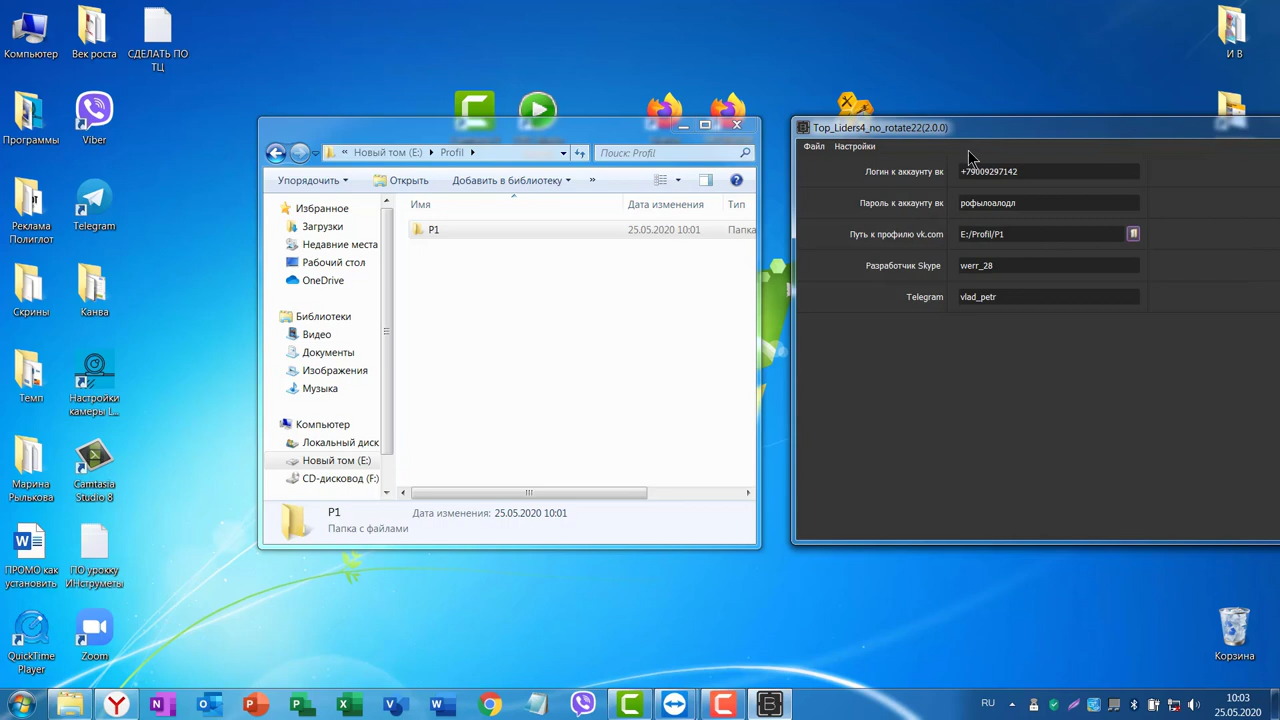 Компьютер
Век роста
СДЕЛАТЬ ПО ТЦ
И В
Программы
Viber
Реклама Полиглот
Telegram
Скрины
Канва
Темп
Настройки камеры L...
Марина Рылькова
Camtasia Studio 8
ПРОМО как установить
ПО урокку ИНструметы
QuickTime Player
Zoom
Корзина
« Новый том (E:) Profil
Поиск: Profil
Упорядочить
Открыть
Добавить в библиотеку
»
Избранное
Загрузки
Недавние места
Рабочий стол
OneDrive
Библиотеки
Видео
Документы
Изображения
Музыка
Компьютер
Локальный диск
Новый том (E:)
CD-дисковод (F:)
Имя
Дата изменения
Тип
P1
25.05.2020 10:01
Папка
P1
Дата изменения: 25.05.2020 10:01
Папка с файлами
Top_Liders4_no_rotate22(2.0.0)
Файл Настройки
Логин к аккаунту вк +79009297142
Пароль к аккаунту вк рофылоалодл
Путь к профилю vk.com E:/Profil/P1
Разработчик Skype werr_28
Telegram vlad_petr
RU
10:03
25.05.2020